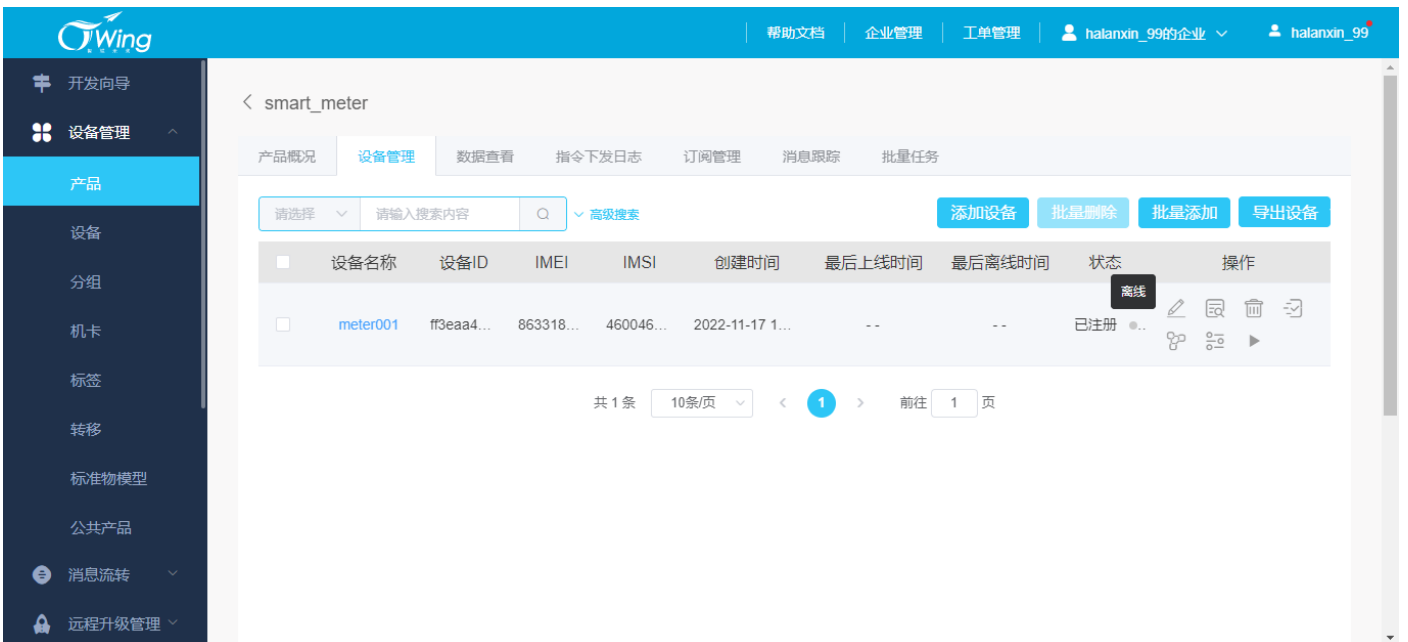 CTWing
帮助文档
企业管理
工单管理
halanxin_99的企业
halanxin_99
开发向导
设备管理
产品
设备
分组
机卡
标签
转移
标准物模型
公共产品
消息流转
远程升级管理
smart_meter
产品概况
设备管理
数据查看
指令下发日志
订阅管理
消息跟踪
批量任务
请选择
请输入搜索内容
高级搜索
添加设备
批量删除
批量添加
导出设备
设备名称 设备ID IMEI IMSI 创建时间 最后上线时间 最后离线时间 状态 操作
离线
meter001 ff3eaa4... 863318... 460046... 2022-11-17 1... - - - - 已注册
共 1 条 10条/页 1 前往 1 页